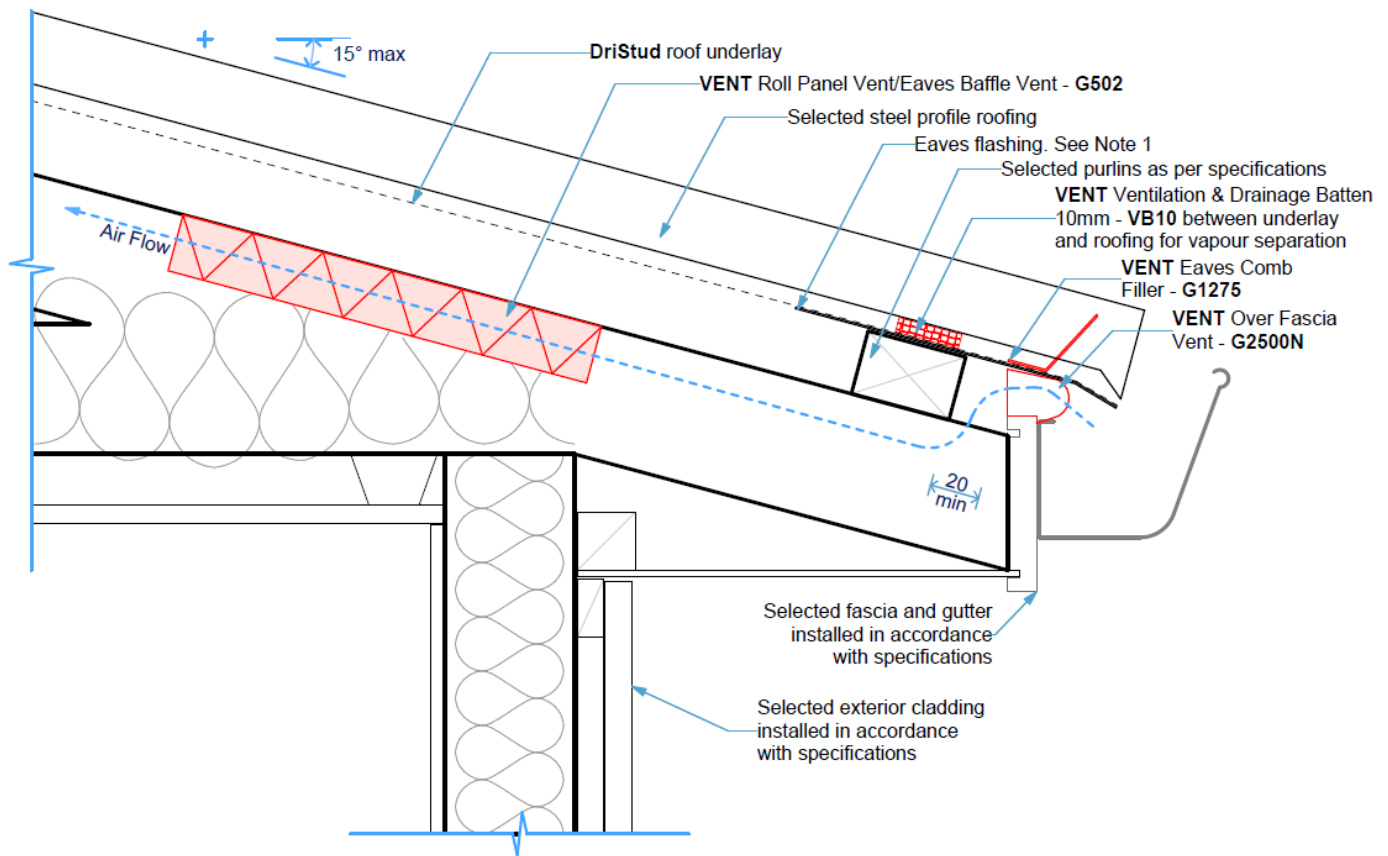 15° max
DriStud roof underlay
VENT Roll Panel Vent/Eaves Baffle Vent - G502
Selected steel profile roofing
Eaves flashing. See Note 1
Selected purlins as per specifications
VENT Ventilation & Drainage Batten
10mm - VB10 between underlay
and roofing for vapour separation
VENT Eaves Comb
Filler - G1275
VENT Over Fascia
Vent - G2500N
Air Flow
20
min
Selected fascia and gutter
installed in accordance
with specifications
Selected exterior cladding
installed in accordance
with specifications